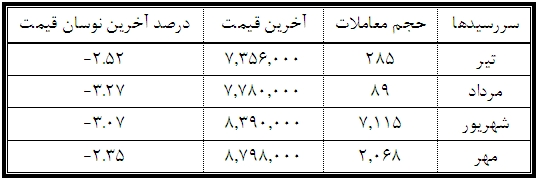 سررسیدها حجم معاملات آخرین قیمت درصد آخرین نوسان قیمت
تیر ۲۸۵ ۷,۳۵۶,۰۰۰ -۲.۵۲
مرداد ۸۹ ۷,۷۸۰,۰۰۰ -۳.۲۷
شهریور ۷,۱۱۵ ۸,۳۹۰,۰۰۰ -۳.۰۷
مهر ۲,۰۶۸ ۸,۷۹۸,۰۰۰ -۲.۳۵